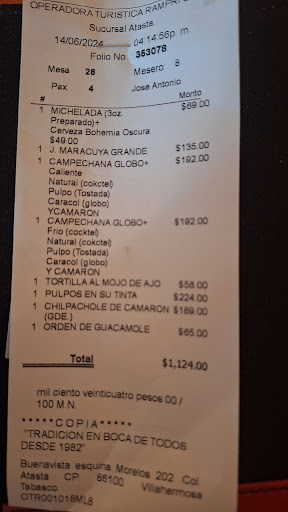 OPERADORA TURISTICA RAMPRI
Sucursal Atasta
14/06/2024 04:14:56p. m.
Folio No 353078
Mesa 28 Mesero: 8
Pax 4 Jose Antonio
# Monto
1 MICHELADA (3oz. $69.00
Preparado)+
Cerveza Bohemia Oscura
$49.00
1 J. MARACUYA GRANDE $135.00
1 CAMPECHANA GLOBO+ $192.00
Caliente
Natural (cokctel)
Pulpo (Tostada)
Caracol (globo)
YCAMARON
1 CAMPECHANA GLOBO+ $192.00
Frio (cocktel)
Natural (cokctel)
Pulpo (Tostada)
Caracol (globo)
Y CAMARON
1 TORTILLA AL MOJO DE AJO $58.00
1 PULPOS EN SU TINTA $224.00
1 CHILPACHOLE DE CAMARON $189.00
(GDE.)
1 ORDEN DE GUACAMOLE $65.00
Total $1,124.00
mil ciento veinticuatro pesos 00 /
100 M.N.
*****C O P I A*****
"TRADICION EN BOCA DE TODOS
DESDE 1982"
Buenavista esquina Morelos 202 Col.
Atasta CP 86100 Villahermosa
Tabasco
OTR001018ML8